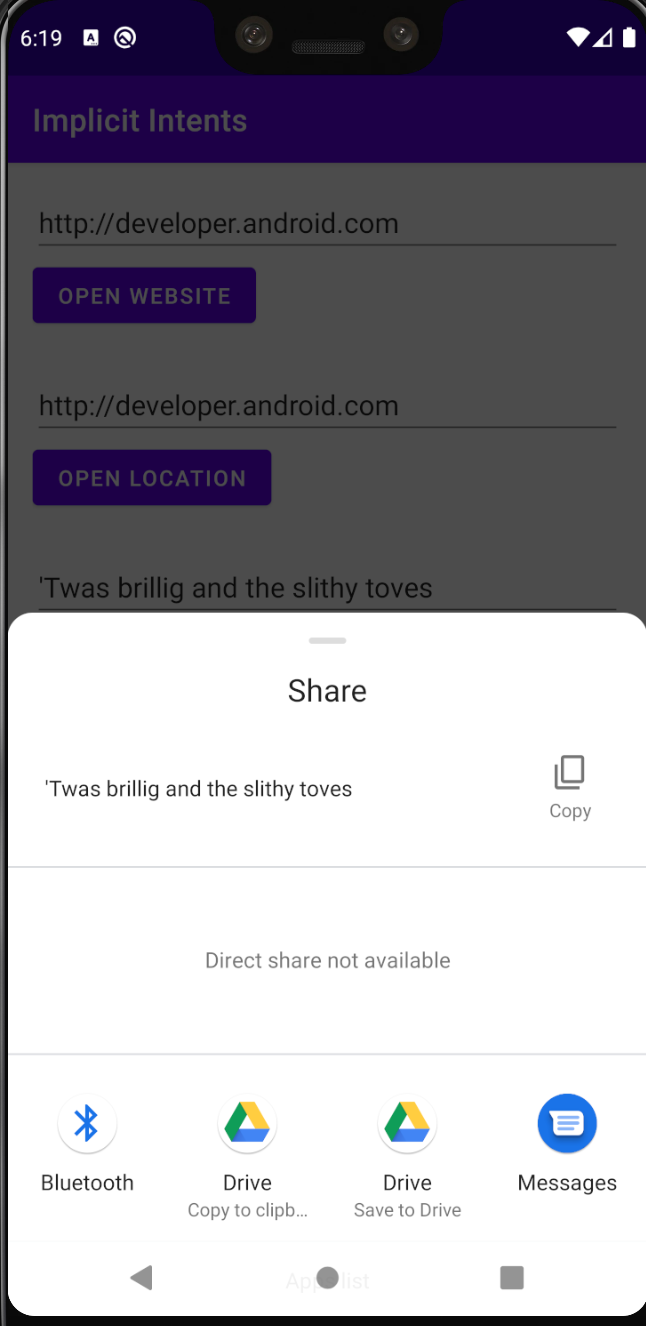 6:19
Implicit Intents
http://developer.android.com
OPEN WEBSITE
http://developer.android.com
OPEN LOCATION
'Twas brillig and the slithy toves
Share
'Twas brillig and the slithy toves
Copy
Direct share not available
Bluetooth Drive Drive Messages
Copy to clipb... Save to Drive
list